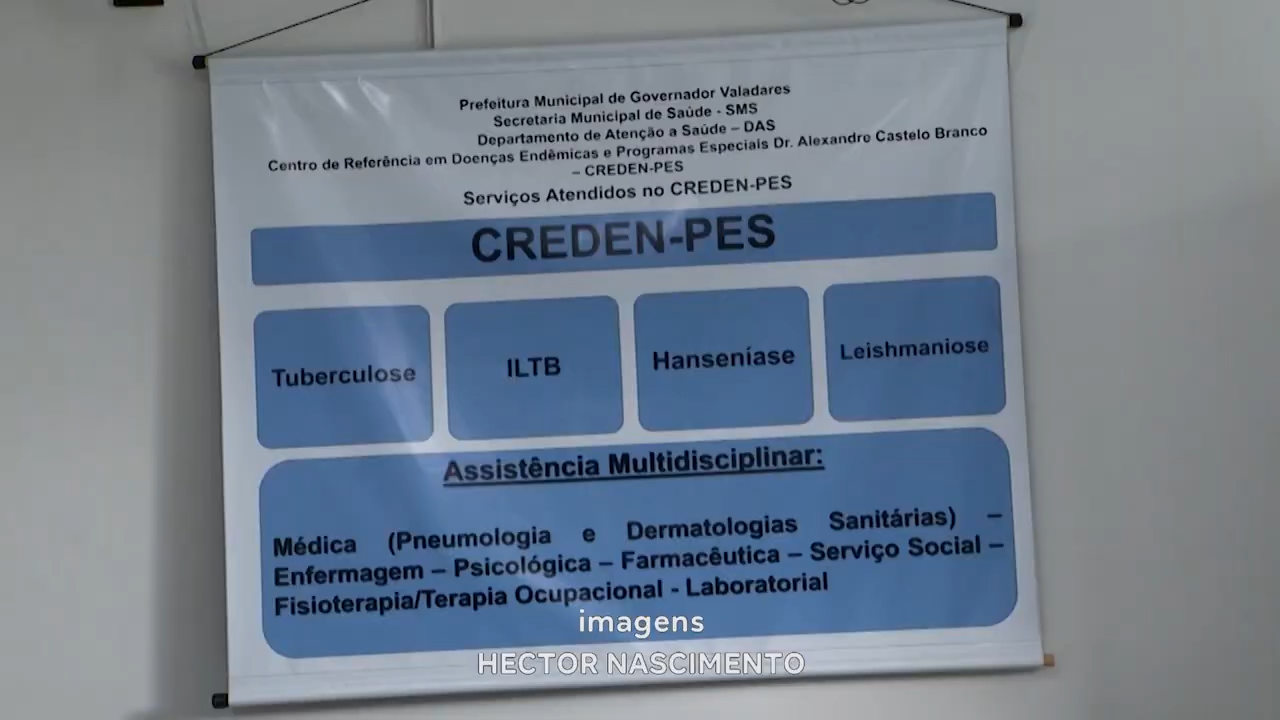 Prefeitura Municipal de Governador Valadares
Secretaria Municipal de Saúde - SMS
Departamento de Atenção a Saúde – DAS
Centro de Referência em Doenças Endêmicas e Programas Especiais Dr. Alexandre Castelo Branco
– CREDEN-PES
Serviços Atendidos no CREDEN-PES
CREDEN-PES
Tuberculose
ILTB
Hanseníase
Leishmaniose
Assistência Multidisciplinar:
Médica (Pneumologia e Dermatologias Sanitárias) –
Enfermagem – Psicológica – Farmacêutica – Serviço Social –
Fisioterapia/Terapia Ocupacional - Laboratorial
imagens
HECTOR NASCIMENTO